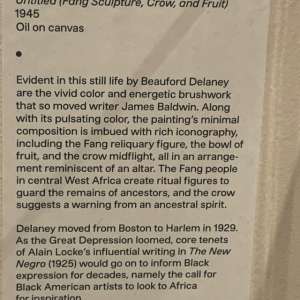 Untitled (Fang Sculpture, Crow, and Fruit)
1945
Oil on canvas
Evident in this still life by Beauford Delaney
are the vivid color and energetic brushwork
that so moved writer James Baldwin. Along
with its pulsating color, the painting's minimal
composition is imbued with rich iconography,
including the Fang reliquary figure, the bowl of
fruit, and the crow midflight, all in an arrange-
ment reminiscent of an altar. The Fang people
in central West Africa create ritual figures to
guard the remains of ancestors, and the crow
suggests a warning from an ancestral spirit.
Delaney moved from Boston to Harlem in 1929.
As the Great Depression loomed, core tenets
of Alain Locke's influential writing in The New
Negro (1925) would go on to inform Black
expression for decades, namely the call for
Black American artists to look to Africa
for inspiration